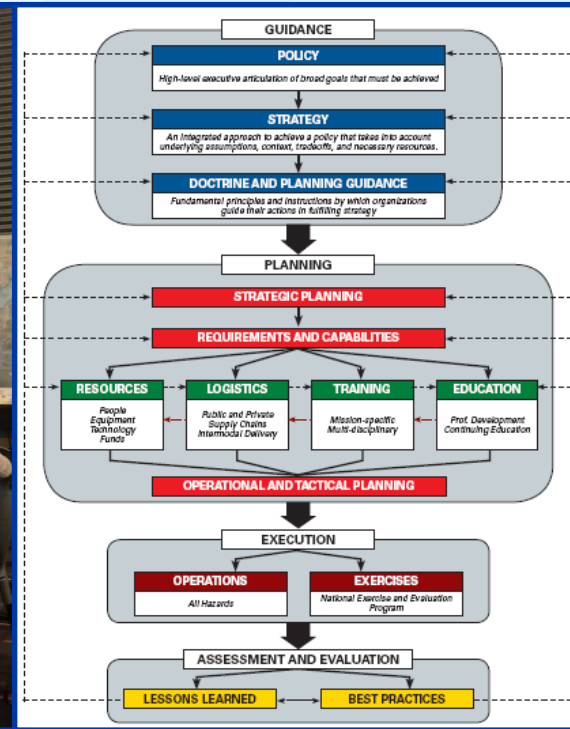 GUIDANCE
POLICY
High-level executive articulation of broad goals that must be achieved
STRATEGY
An integrated approach to achieve a policy that takes into account
underlying assumptions, context, tradeoffs, and necessary resources.
DOCTRINE AND PLANNING GUIDANCE
Fundamental principles and instructions by which organizations
guide their actions in fulfilling strategy
PLANNING
STRATEGIC PLANNING
REQUIREMENTS AND CAPABILITIES
RESOURCES
People
Equipment
Technology
Funds
LOGISTICS
Public and Private
Supply Chains
Intermodal Delivery
TRAINING
Mission-specific
Multi-disciplinary
EDUCATION
Prof. Development
Continuing Education
OPERATIONAL AND TACTICAL PLANNING
EXECUTION
OPERATIONS
All Hazards
EXERCISES
National Exercise and Evaluation
Program
ASSESSMENT AND EVALUATION
LESSONS LEARNED
BEST PRACTICES